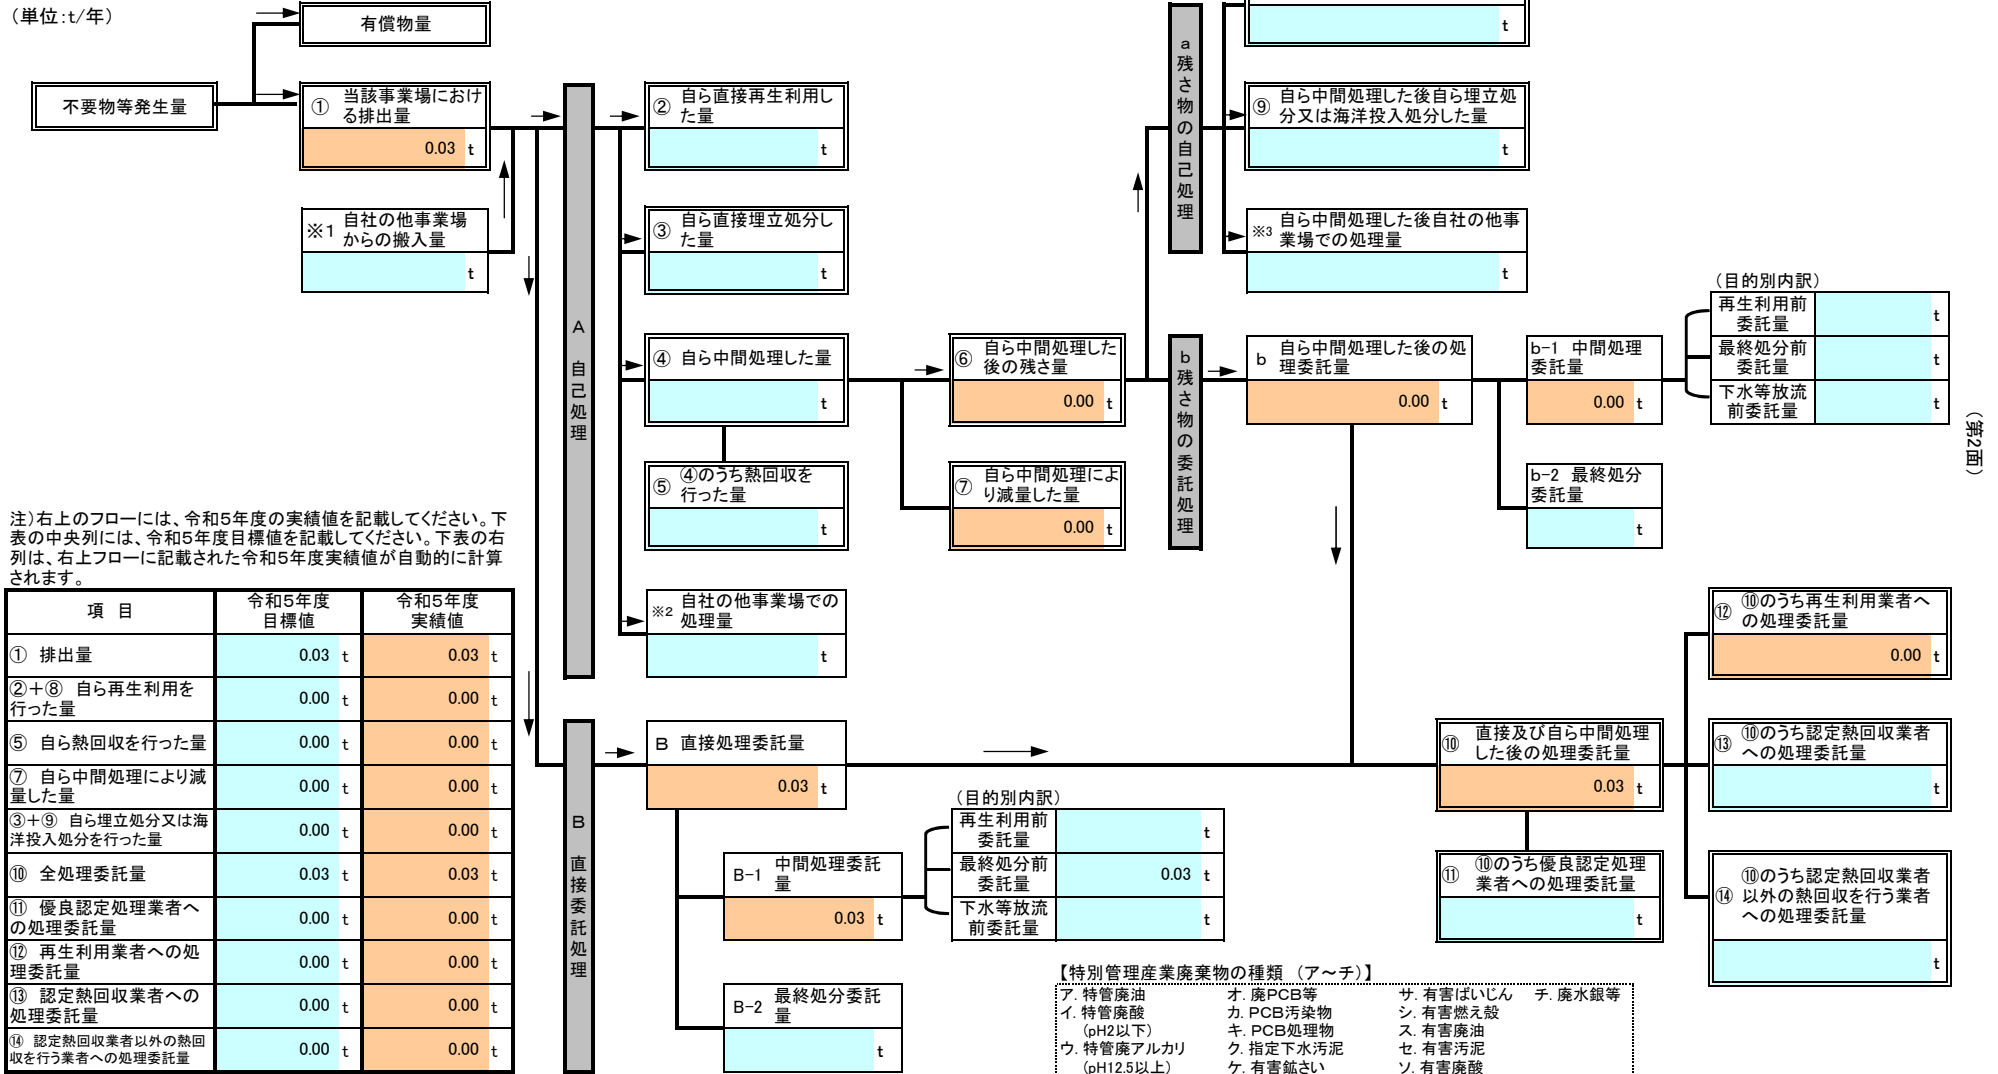 （単位：t/年）
有償物量
不要物等発生量
① 当該事業場におけ
る排出量
0.03 t
※1 自社の他事業場
からの搬入量
t
A 自己処理
② 自ら直接再生利用し
た量
t
③ 自ら直接埋立処分し
た量
t
④ 自ら中間処理した量
t
⑤ ④のうち熱回収を
行った量
t
※2 自社の他事業場での
処理量
t
⑥ 自ら中間処理した
後の残さ量
0.00 t
⑦ 自ら中間処理によ
り減量した量
0.00 t
a 残さ物の自己処理
t
⑨ 自ら中間処理した後自ら埋立処
分又は海洋投入処分した量
t
※3 自ら中間処理した後自社の他事
業場での処理量
t
b 残さ物の委託処理
b 自ら中間処理した後の処
理委託量
0.00 t
b-1 中間処理
委託量
0.00 t
b-2 最終処分
委託量
t
（目的別内訳）
再生利用前
委託量
t
最終処分前
委託量
t
下水等放流
前委託量
t
（第2面）
注）右上のフローには、令和5年度の実績値を記載してください。下
表の中央列には、令和5年度目標値を記載してください。下表の右
列は、右上フローに記載された令和5年度実績値が自動的に計算
されます。
項 目
令和5年度
目標値
令和5年度
実績値
① 排出量 0.03 t 0.03 t
②＋⑧ 自ら再生利用を
行った量 0.00 t 0.00 t
⑤ 自ら熱回収を行った量 0.00 t 0.00 t
⑦ 自ら中間処理により減
量した量 0.00 t 0.00 t
③＋⑨ 自ら埋立処分又は海
洋投入処分を行った量 0.00 t 0.00 t
⑩ 全処理委託量 0.03 t 0.03 t
⑪ 優良認定処理業者へ
の処理委託量 0.00 t 0.00 t
⑫ 再生利用業者への処
理委託量 0.00 t 0.00 t
⑬ 認定熱回収業者への
処理委託量 0.00 t 0.00 t
⑭ 認定熱回収業者以外の熱回
収を行う業者への処理委託量 0.00 t 0.00 t
B 直接委託処理
B 直接処理委託量
0.03 t
B-1 中間処理委託
量
0.03 t
B-2 最終処分委託
量
t
（目的別内訳）
再生利用前
委託量
t
最終処分前
委託量
0.03 t
下水等放流
前委託量
t
⑩ 直接及び自ら中間処理
した後の処理委託量
0.03 t
⑪ ⑩のうち優良認定処理
業者への処理委託量
t
⑫ ⑩のうち再生利用業者へ
の処理委託量
0.00 t
⑬ ⑩のうち認定熱回収業者
への処理委託量
t
⑭ ⑩のうち認定熱回収業者
以外の熱回収を行う業者
への処理委託量
t
【特別管理産業廃棄物の種類 （ア～チ）】
ア. 特管廃油 オ. 廃PCB等 サ. 有害ばいじん チ. 廃水銀等
イ. 特管廃酸 カ. PCB汚染物 シ. 有害燃え殻
（pH2以下） キ. PCB処理物 ス. 有害廃油
ウ. 特管廃アルカリ ク. 指定下水汚泥 セ. 有害汚泥
（pH12.5以上） ケ. 有害鉱さい ソ. 有害廃酸